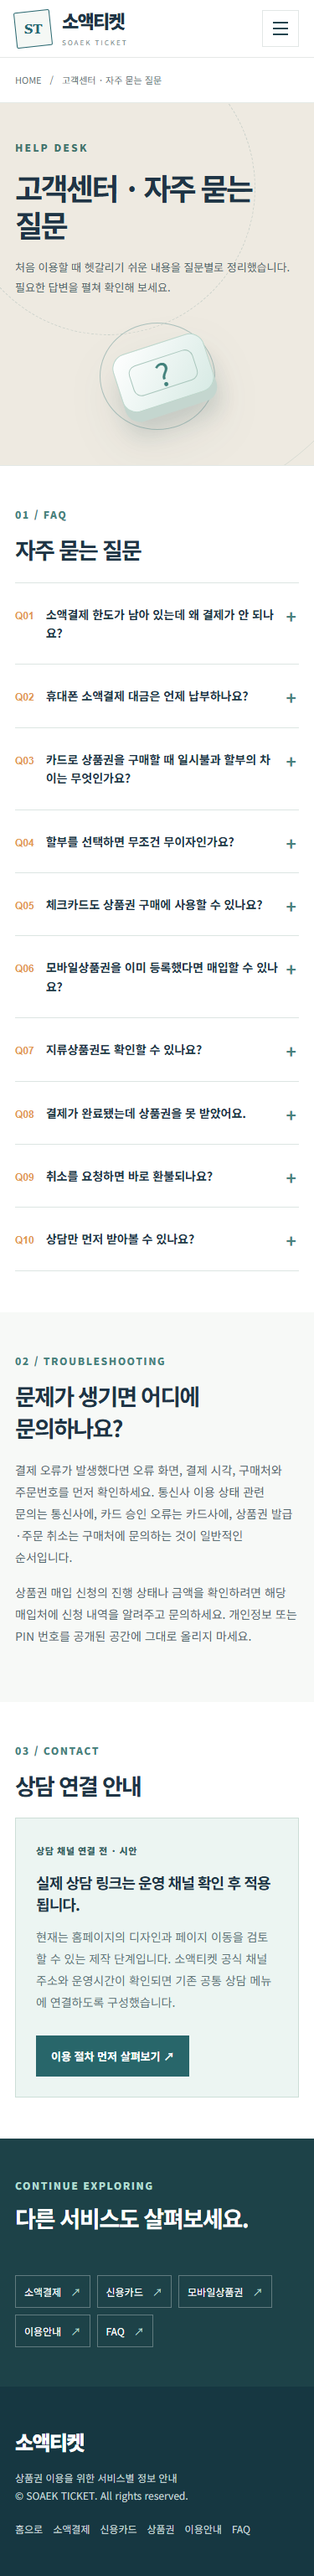 ST
소액티켓
SOAEK TICKET
HOME / 고객센터 · 자주 묻는 질문
HELP DESK
고객센터 · 자주 묻는
질문
처음 이용할 때 헷갈리기 쉬운 내용을 질문별로 정리했습니다.
필요한 답변을 펼쳐 확인해 보세요.
?
01 / FAQ
자주 묻는 질문
Q01 소액결제 한도가 남아 있는데 왜 결제가 안 되나
요? +
Q02 휴대폰 소액결제 대금은 언제 납부하나요? +
Q03 카드로 상품권을 구매할 때 일시불과 할부의 차
이는 무엇인가요? +
Q04 할부를 선택하면 무조건 무이자인가요? +
Q05 체크카드도 상품권 구매에 사용할 수 있나요? +
Q06 모바일상품권을 이미 등록했다면 매입할 수 있나
요? +
Q07 지류상품권도 확인할 수 있나요? +
Q08 결제가 완료됐는데 상품권을 못 받았어요. +
Q09 취소를 요청하면 바로 환불되나요? +
Q10 상담만 먼저 받아볼 수 있나요? +
02 / TROUBLESHOOTING
문제가 생기면 어디에
문의하나요?
결제 오류가 발생했다면 오류 화면, 결제 시각, 구매처와
주문번호를 먼저 확인하세요. 통신사 이용 상태 관련
문의는 통신사에, 카드 승인 오류는 카드사에, 상품권 발급
·주문 취소는 구매처에 문의하는 것이 일반적인
순서입니다.
상품권 매입 신청의 진행 상태나 금액을 확인하려면 해당
매입처에 신청 내역을 알려주고 문의하세요. 개인정보 또는
PIN 번호를 공개된 공간에 그대로 올리지 마세요.
03 / CONTACT
상담 연결 안내
상담 채널 연결 전 · 시안
실제 상담 링크는 운영 채널 확인 후 적용
됩니다.
현재는 홈페이지의 디자인과 페이지 이동을 검토
할 수 있는 제작 단계입니다. 소액티켓 공식 채널
주소와 운영시간이 확인되면 기존 공통 상담 메뉴
에 연결하도록 구성했습니다.
이용 절차 먼저 살펴보기 ↗
CONTINUE EXPLORING
다른 서비스도 살펴보세요.
소액결제 ↗ 신용카드 ↗ 모바일상품권 ↗
이용안내 ↗ FAQ ↗
소액티켓
상품권 이용을 위한 서비스별 정보 안내
© SOAEK TICKET. All rights reserved.
홈으로 소액결제 신용카드 상품권 이용안내 FAQ